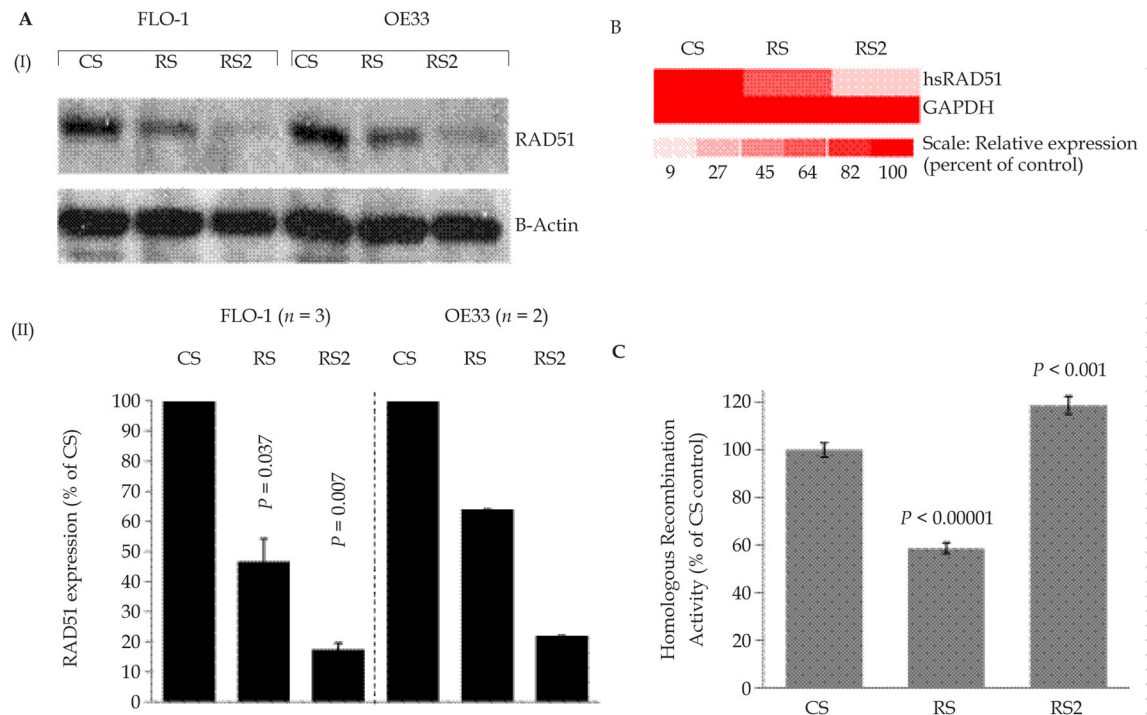 A
FLO-1 OE33
(I)
CS RS RS2 CS RS RS2
RAD51
B-Actin
B
CS RS RS2
hsRAD51
GAPDH
Scale: Relative expression
(percent of control)
9 27 45 64 82 100
(II)
FLO-1 (n = 3) OE33 (n = 2)
CS RS RS2 CS RS RS2
RAD51 expression (% of CS)
100
90
80
70
60
50
40
30
20
10
0
P = 0.037
P = 0.007
C
Homologous Recombination
Activity (% of CS control)
120
100
80
60
40
20
0
P < 0.00001
P < 0.001
CS RS RS2